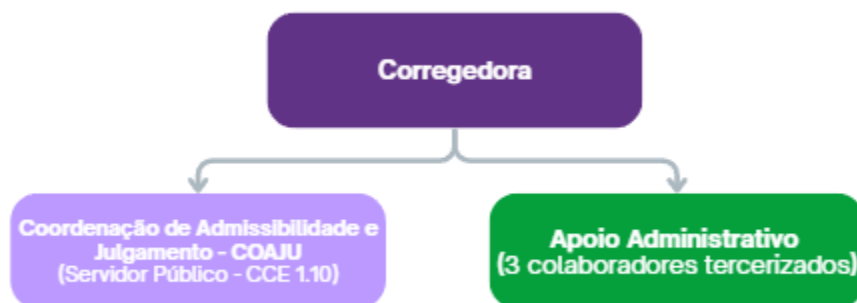 Corregedora
Coordenação de Admissibilidade e
Julgamento - COAJU
(Servidor Público - CCE 1.10)
Apoio Administrativo
(3 colaboradores tercerizados)